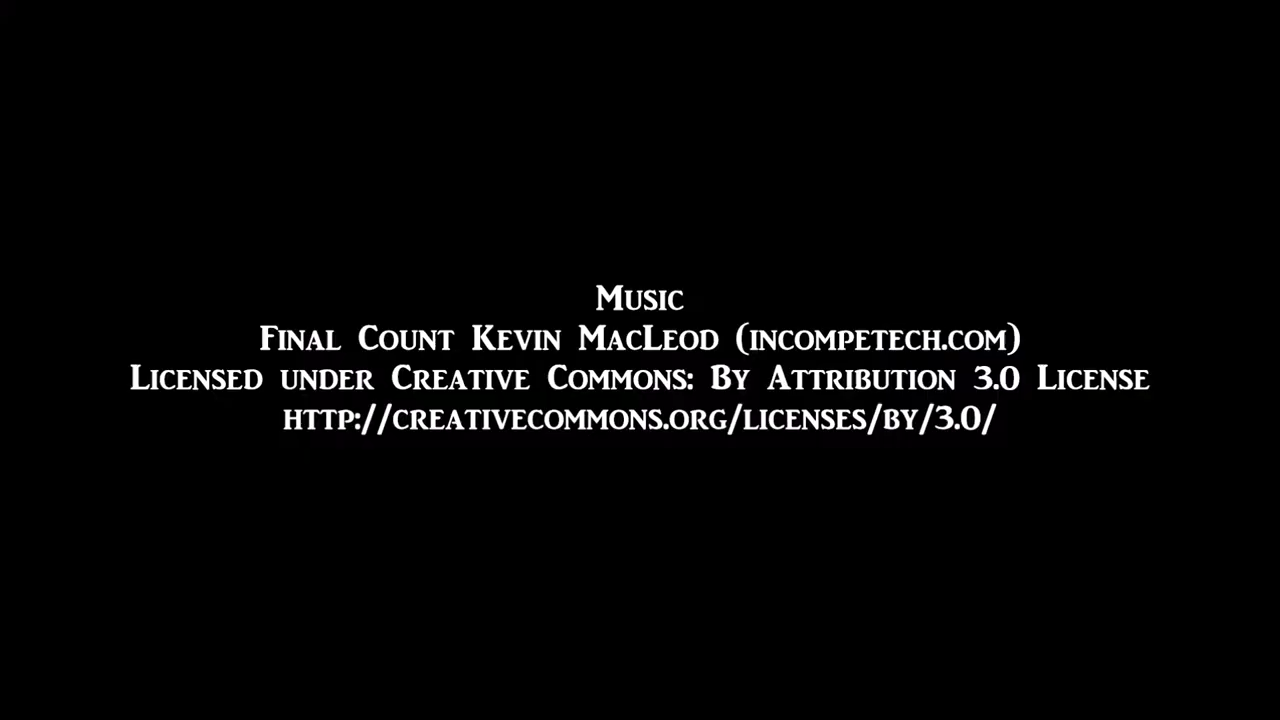 Music
Final Count Kevin MacLeod (incompetech.com)
Licensed under Creative Commons: By Attribution 3.0 License
http://creativecommons.org/licenses/by/3.0/